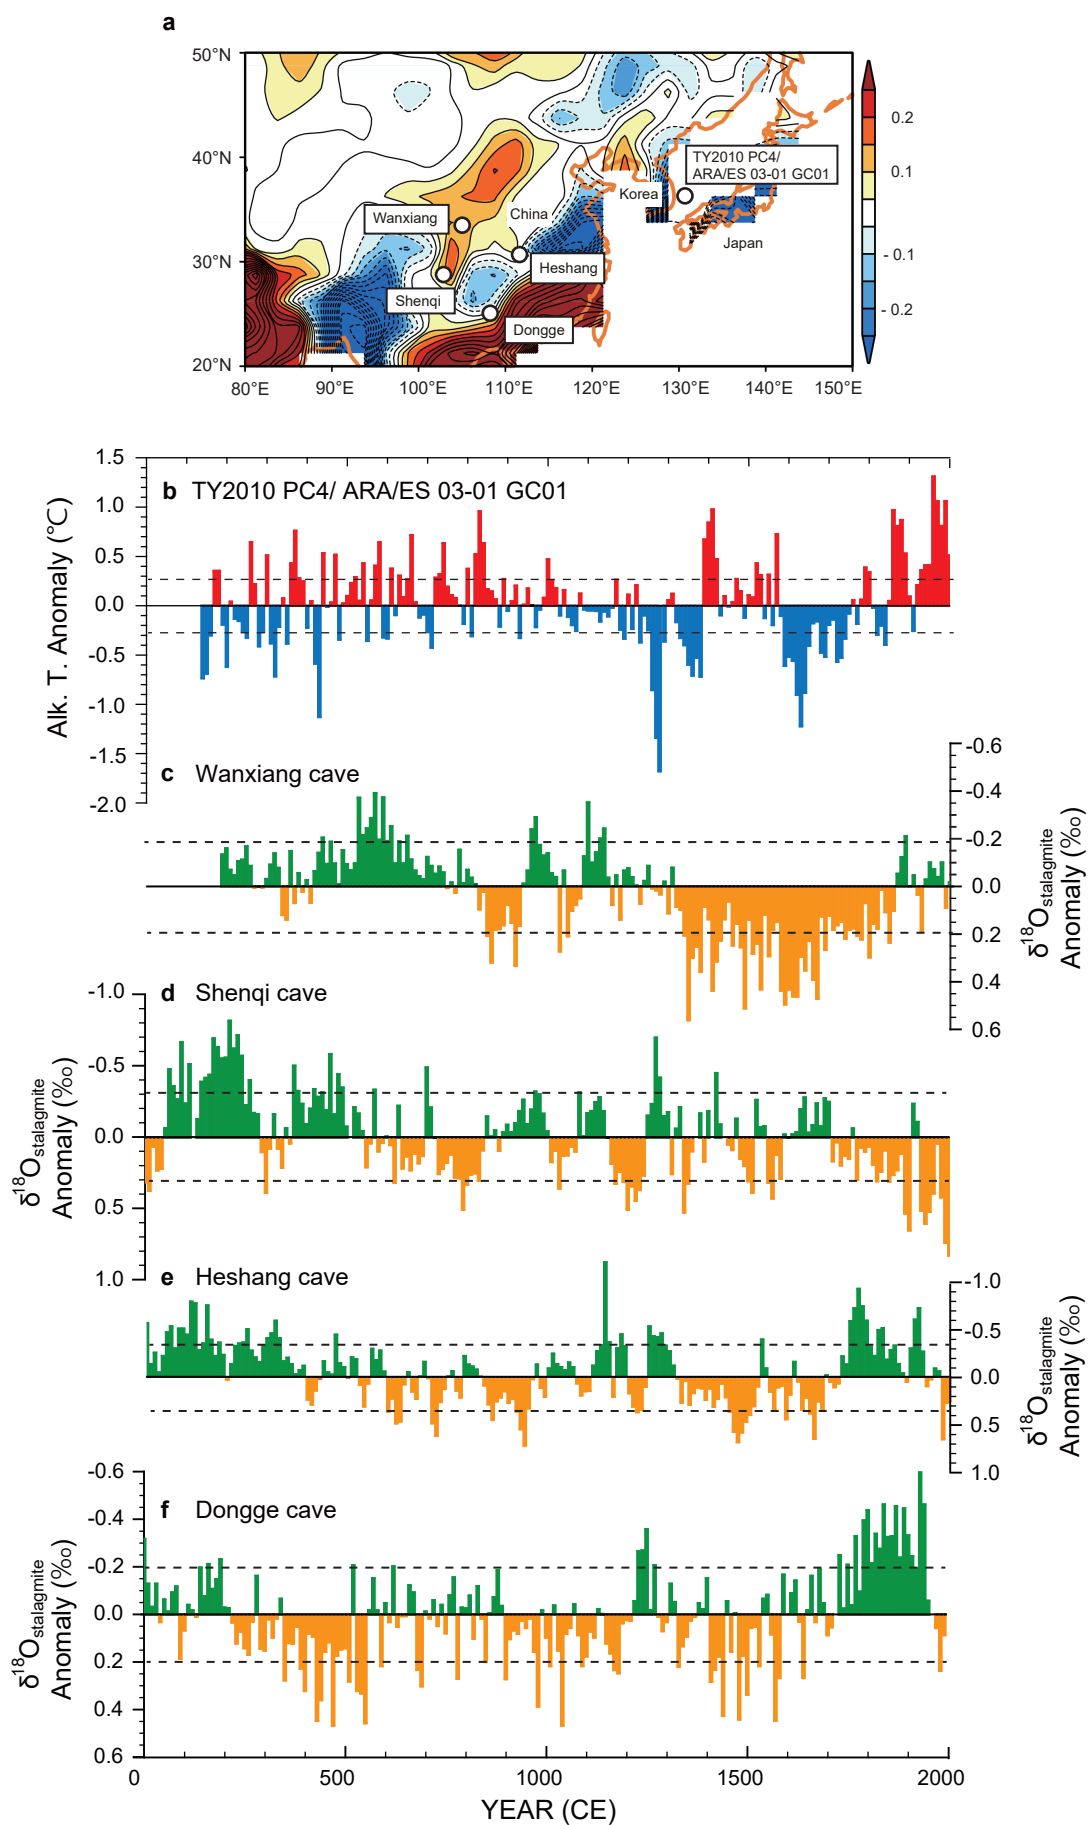 a
50°N
40°N
30°N
20°N
80°E
90°E
100°E
110°E
120°E
130°E
140°E
150°E
TY2010 PC4/
ARA/ES 03-01 GC01
Korea
Wanxiang
China
Japan
Heshang
Shenqi
Dongge
0.2
0.1
- 0.1
- 0.2
b TY2010 PC4/ ARA/ES 03-01 GC01
Alk. T. Anomaly (℃)
1.5
1.0
0.5
0.0
-0.5
-1.0
-1.5
-2.0
c Wanxiang cave
-0.6
-0.4
-0.2
0.0
0.2
0.4
0.6
δ18Ostalagmite
Anomaly (‰)
d Shenqi cave
-1.0
-0.5
0.0
0.5
1.0
δ18Ostalagmite
Anomaly (‰)
e Heshang cave
-1.0
-0.5
0.0
0.5
1.0
δ18Ostalagmite
Anomaly (‰)
f Dongge cave
-0.6
-0.4
-0.2
0.0
0.2
0.4
0.6
δ18Ostalagmite
Anomaly (‰)
0
500
1000
1500
2000
YEAR (CE)